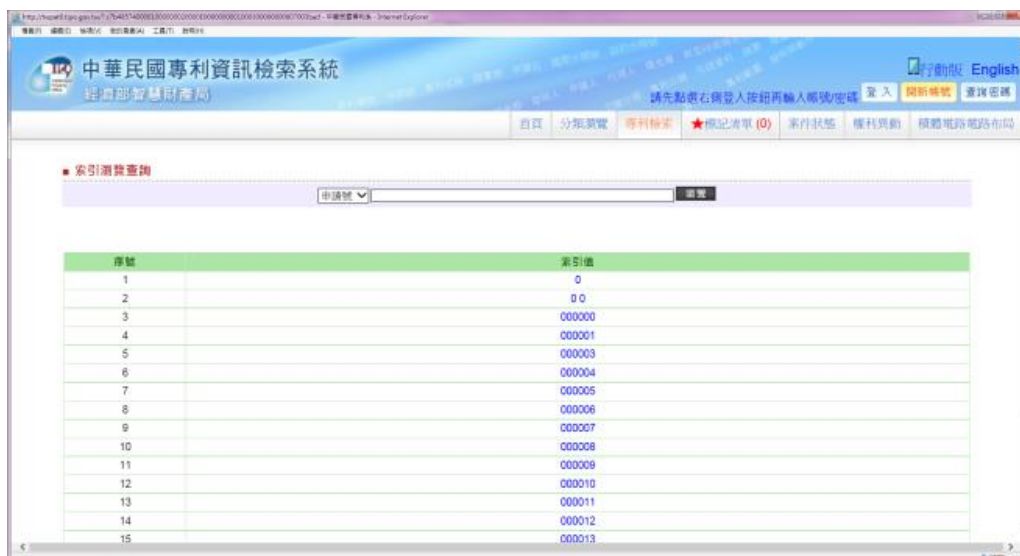 Internet Explorer
中華民國專利資訊檢索系統
經濟部智慧財產局
行動版 English
請先點選右側登入按鈕再輸入帳號/密碼 登入 開新帳號 查詢密碼
首頁 分類瀏覽 專利檢索 ★標記清單 (0) 案件狀態 權利異動 積體電路電路布局
■ 索引瀏覽查詢
申請號 瀏覽
序號 索引值
1 0
2 0 0
3 000000
4 000001
5 000003
6 000004
7 000005
8 000006
9 000007
10 000008
11 000009
12 000010
13 000011
14 000012
15 000013